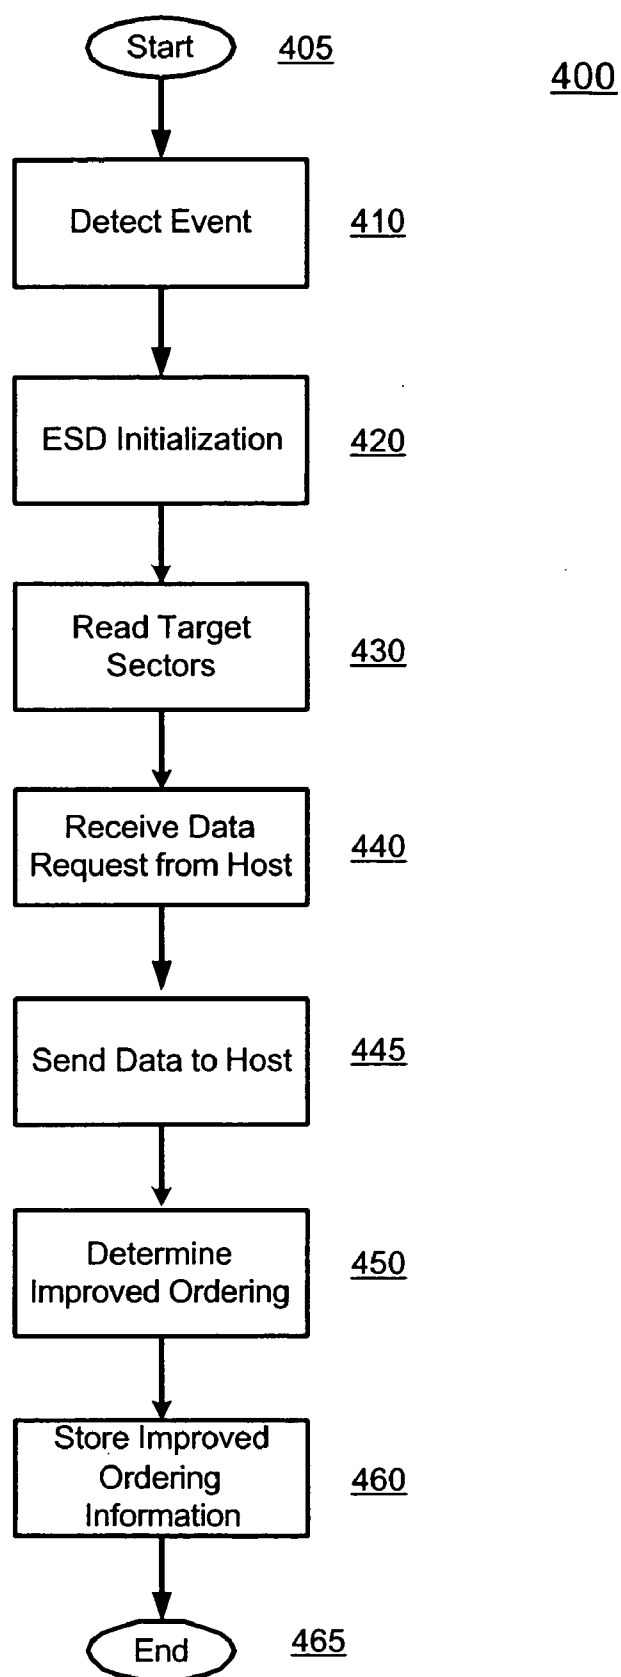 Start 405
400
Detect Event 410
ESD Initialization 420
Read Target
Sectors
430
Receive Data
Request from Host
440
Send Data to Host 445
Determine
Improved Ordering
450
Store Improved
Ordering
Information
460
End 465